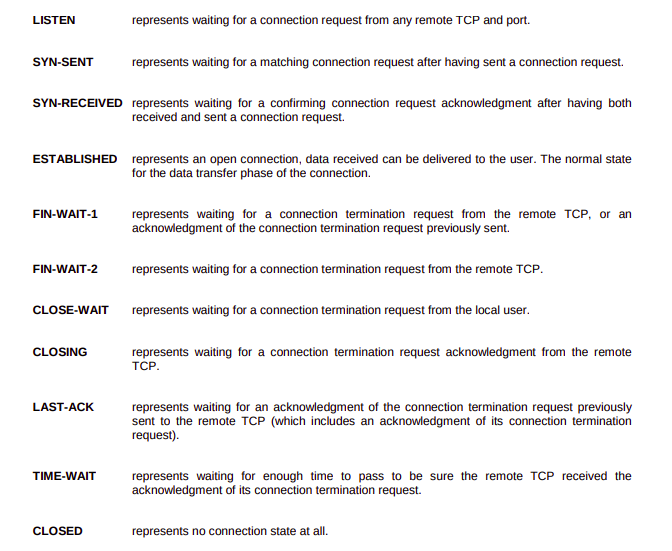 LISTEN represents waiting for a connection request from any remote TCP and port.
SYN-SENT represents waiting for a matching connection request after having sent a connection request.
SYN-RECEIVED represents waiting for a confirming connection request acknowledgment after having both
received and sent a connection request.
ESTABLISHED represents an open connection, data received can be delivered to the user. The normal state
for the data transfer phase of the connection.
FIN-WAIT-1 represents waiting for a connection termination request from the remote TCP, or an
acknowledgment of the connection termination request previously sent.
FIN-WAIT-2 represents waiting for a connection termination request from the remote TCP.
CLOSE-WAIT represents waiting for a connection termination request from the local user.
CLOSING represents waiting for a connection termination request acknowledgment from the remote
TCP.
LAST-ACK represents waiting for an acknowledgment of the connection termination request previously
sent to the remote TCP (which includes an acknowledgment of its connection termination
request).
TIME-WAIT represents waiting for enough time to pass to be sure the remote TCP received the
acknowledgment of its connection termination request.
CLOSED represents no connection state at all.